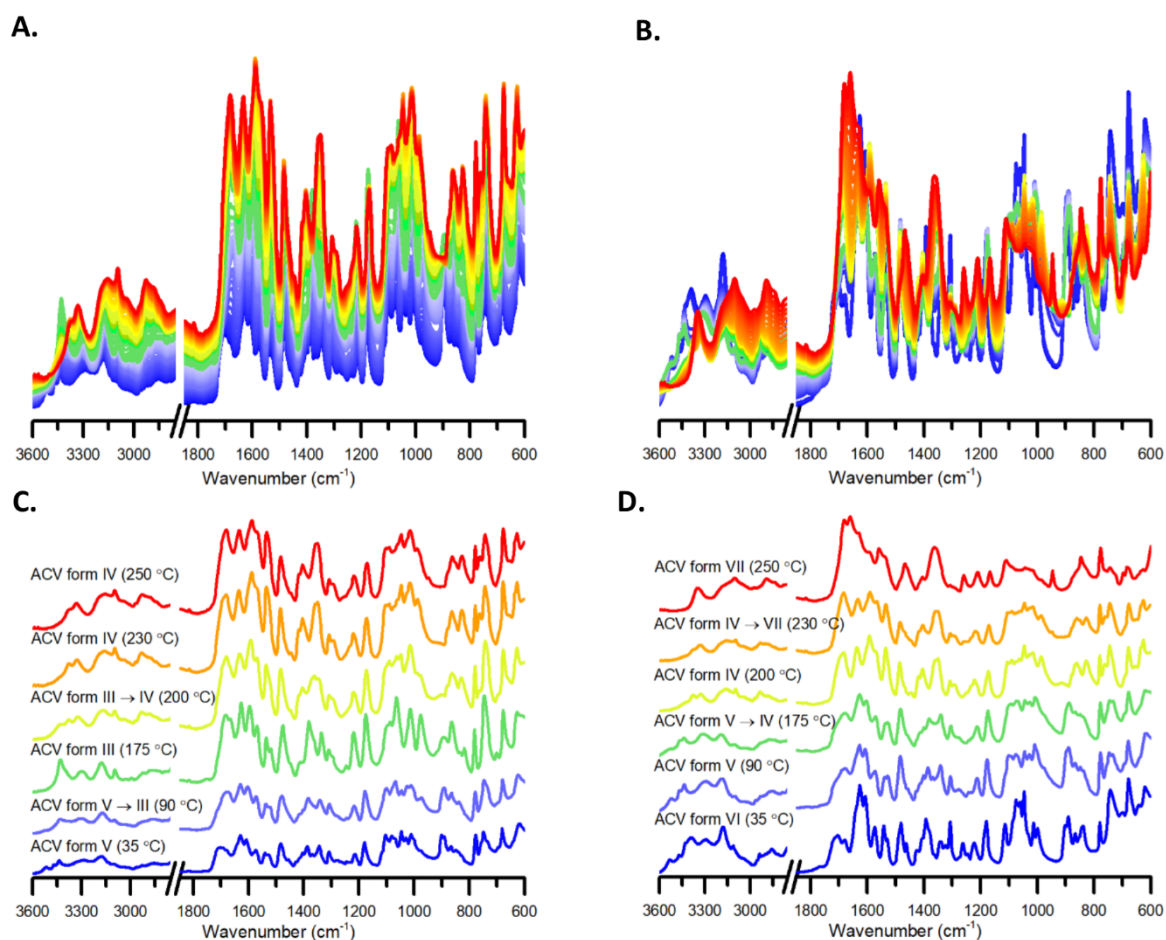 A.
B.
3600 3300 3000 1800 1600 1400 1200 1000 800 600
Wavenumber (cm⁻¹)
3600 3300 3000 1800 1600 1400 1200 1000 800 600
Wavenumber (cm⁻¹)
C.
ACV form IV (250 °C)
ACV form IV (230 °C)
ACV form III → IV (200 °C)
ACV form III (175 °C)
ACV form V → III (90 °C)
ACV form V (35 °C)
3600 3300 3000 1800 1600 1400 1200 1000 800 600
Wavenumber (cm⁻¹)
D.
ACV form VII (250 °C)
ACV form IV → VII (230 °C)
ACV form IV (200 °C)
ACV form V → IV (175 °C)
ACV form V (90 °C)
ACV form VI (35 °C)
3600 3300 3000 1800 1600 1400 1200 1000 800 600
Wavenumber (cm⁻¹)